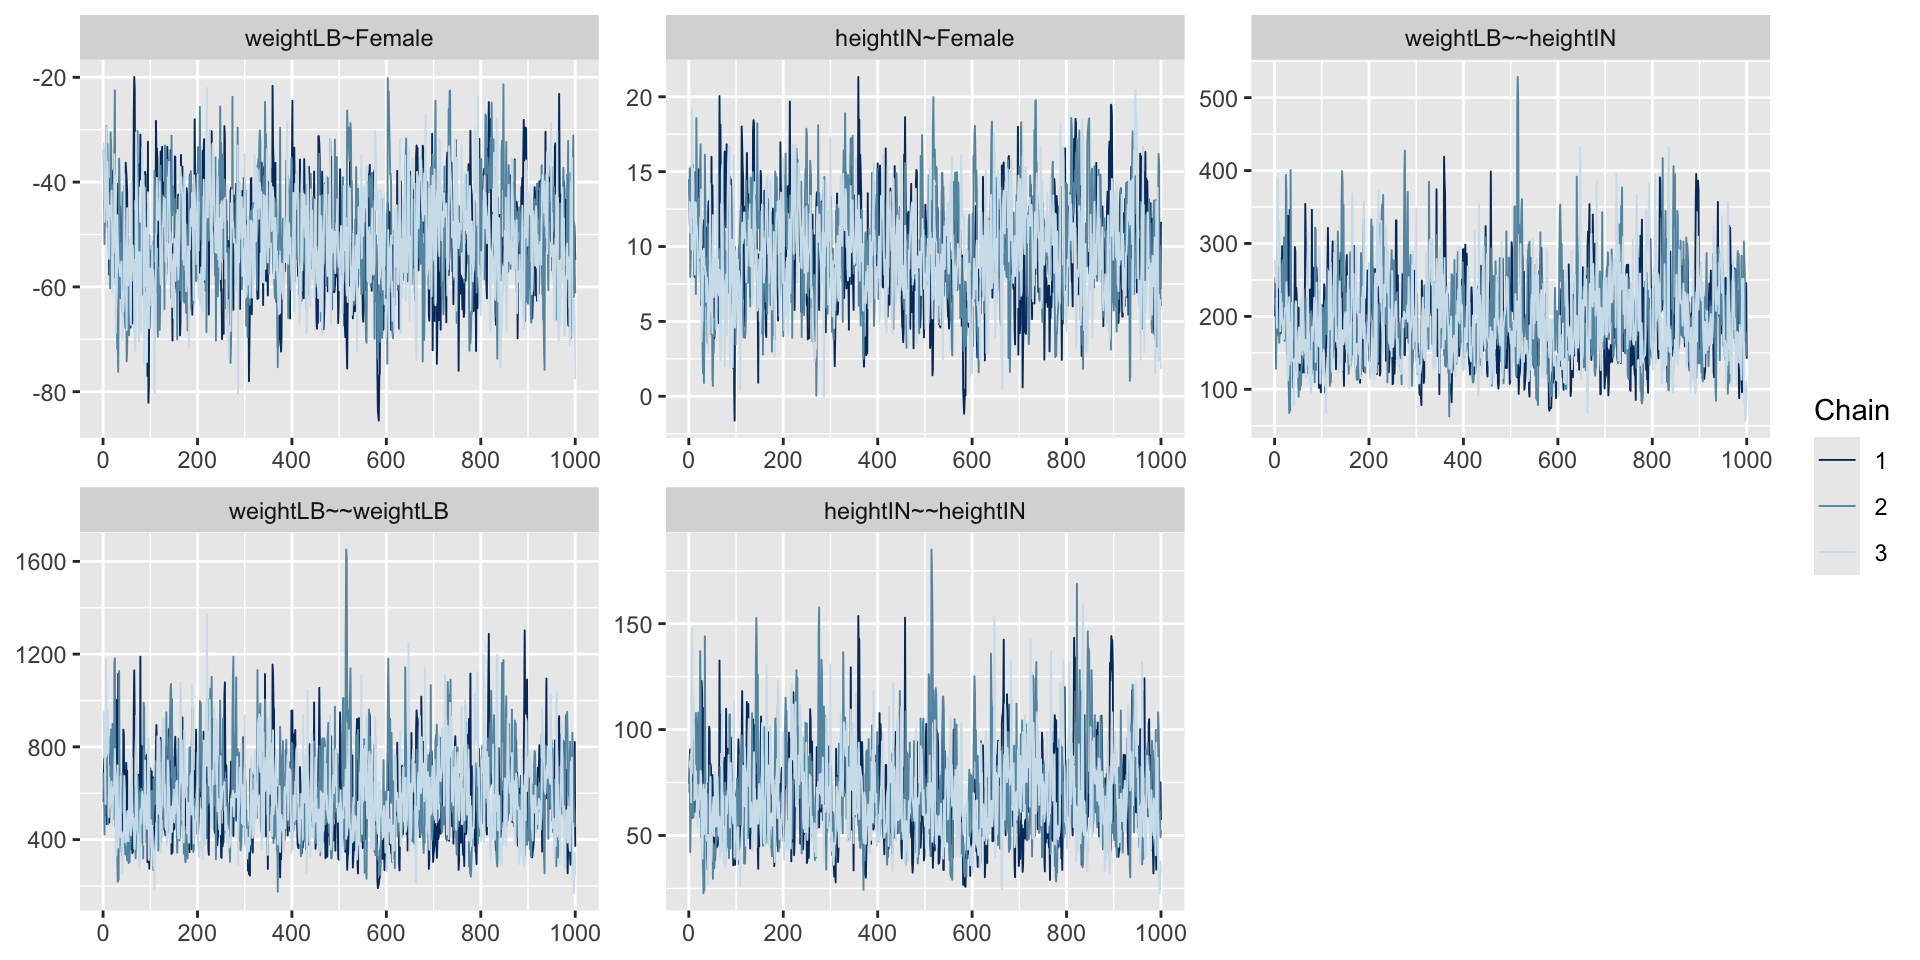 weightLB~Female
heightIN~Female
weightLB~~heightIN
-20
-40
-60
-80
0 200 400 600 800 1000
20
15
10
5
0
0 200 400 600 800 1000
500
400
300
200
100
0 200 400 600 800 1000
weightLB~~weightLB
heightIN~~heightIN
1600
1200
800
400
0 200 400 600 800 1000
150
100
50
0 200 400 600 800 1000
Chain
1
2
3